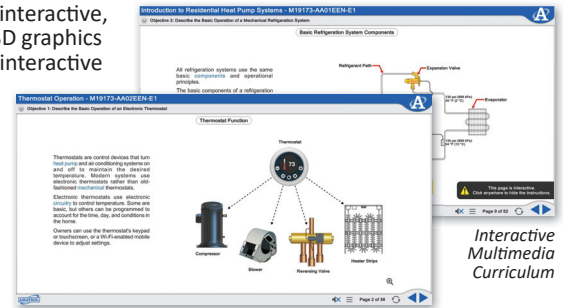 interactive,
3D graphics
interactive
Introduction to Residential Heat Pump Systems - M19173-AA01EEN-E1
Objective 2: Describe the Basic Operation of a Mechanical Refrigeration System
Basic Refrigeration System Components
All refrigeration systems use the same
basic components and operational
principles.
The basic components of a refrigeration
Refrigerant Path
Expansion Valve
Evaporator
This page is interactive.
Click anywhere to hide the instructions.
Page 9 of 52
Thermostat Operation - M19173-AA02EEN-E1
Objective 1: Describe the Basic Operation of an Electronic Thermostat
Thermostat Function
Thermostats are control devices that turn
heat pump and air conditioning systems on
and off to maintain the desired
temperature. Modern systems use
electronic thermostats rather than old-
fashioned mechanical thermostats.
Electronic thermostats use electronic
circuitry to control temperature. Some are
basic, but others can be programmed to
account for the time, day, and conditions in
the home.
Owners can use the thermostat's keypad
or touchscreen, or a Wi-Fi-enabled mobile
device to adjust settings.
Thermostat
73
Compressor
Blower
Reversing Valve
Heater Strips
AMATROL
Page 2 of 38
Interactive
Multimedia
Curriculum